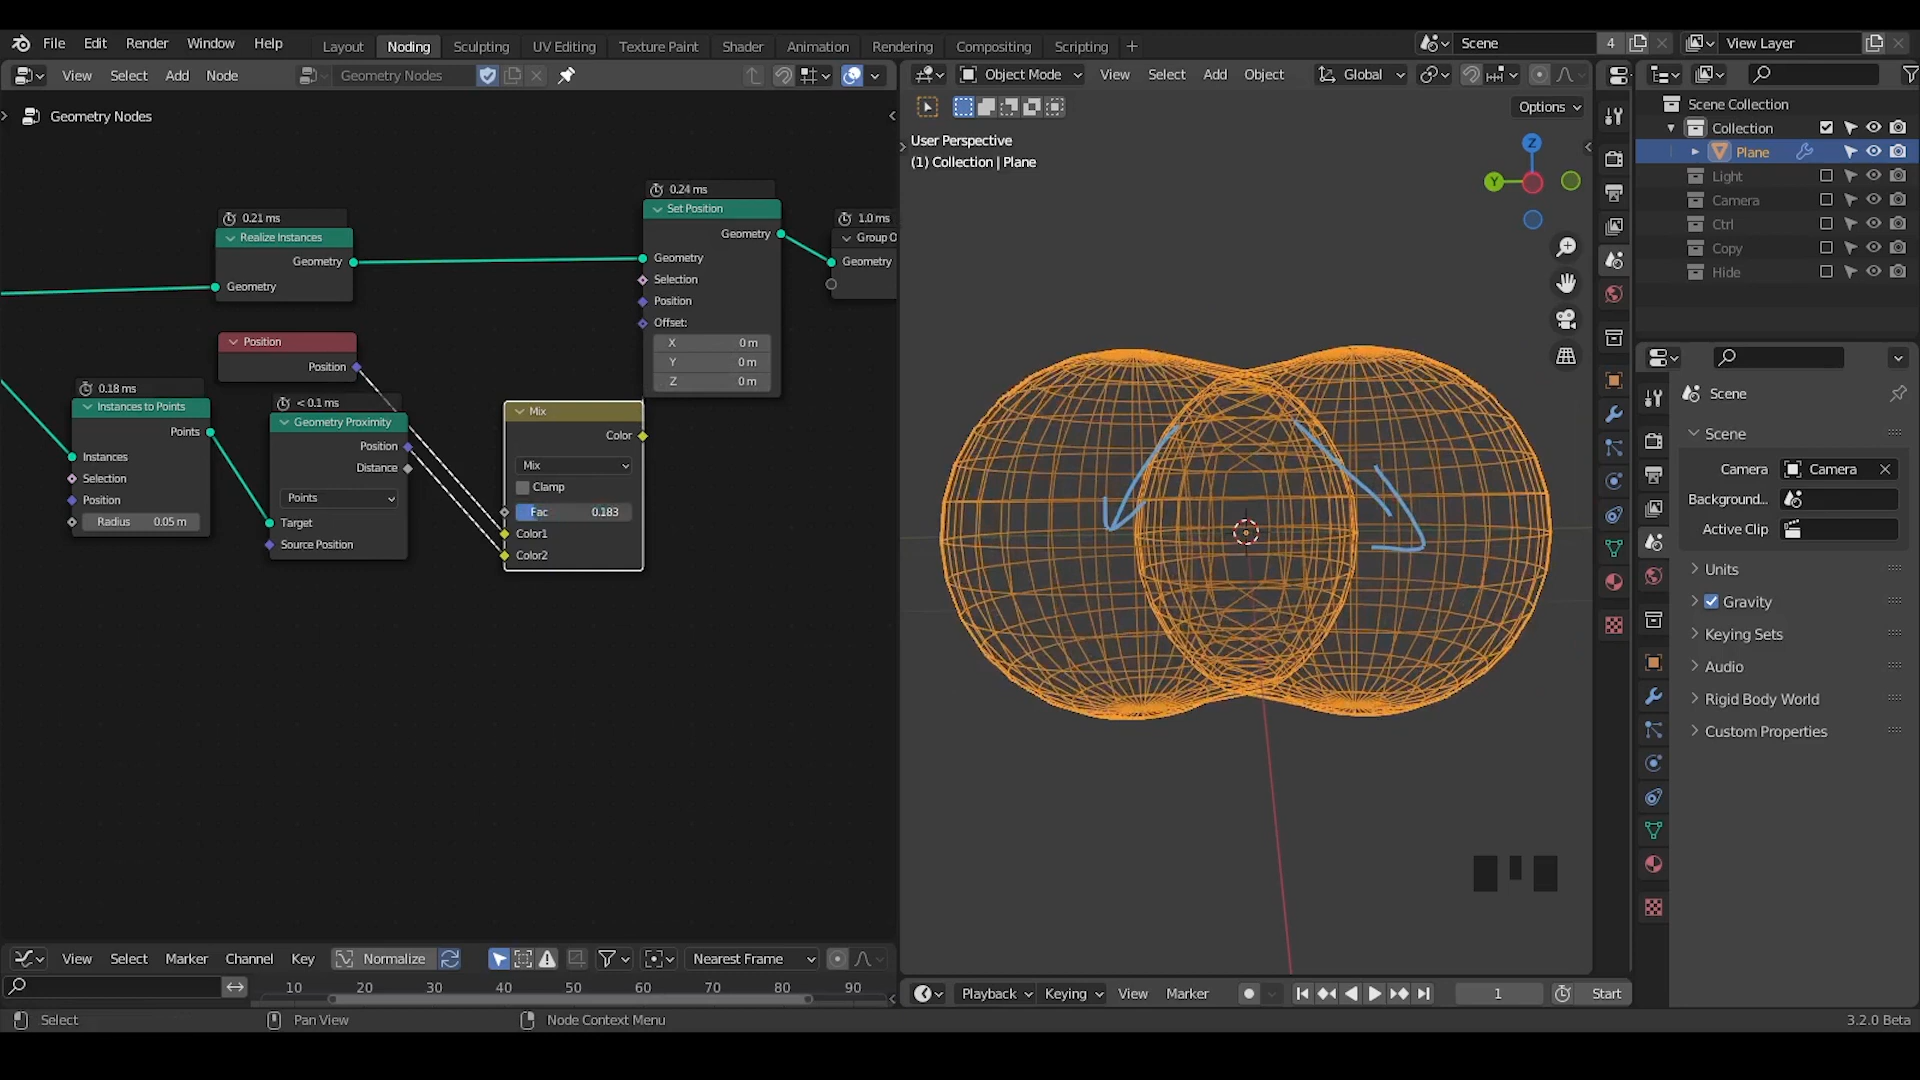 File Edit Render Window Help Layout Noding Sculpting UV Editing Texture Paint Shader Animation Rendering Compositing Scripting + Scene 4 View Layer
View Select Add Node Geometry Nodes Object Mode View Select Add Object Global
Options
Geometry Nodes
User Perspective
(1) Collection | Plane
Z
Y
Scene Collection
Collection
Plane
Light
Camera
Ctrl
Copy
Hide
0.21 ms
Realize Instances
Geometry
Geometry
0.24 ms
Set Position
Geometry
Geometry
Selection
Position
Offset:
X 0 m
Y 0 m
Z 0 m
1.0 ms
Group O
Geometry
Position
Position
0.18 ms
Instances to Points
Points
Instances
Selection
Position
Radius 0.05 m
< 0.1 ms
Geometry Proximity
Position
Distance
Points
Target
Source Position
Mix
Color
Mix
Clamp
Fac 0.183
Color1
Color2
Scene
Scene
Camera Camera
Background...
Active Clip
Units
Gravity
Keying Sets
Audio
Rigid Body World
Custom Properties
View Select Marker Channel Key Normalize Nearest Frame
10 20 30 40 50 60 70 80 90
Playback Keying View Marker 1 Start
Select Pan View Node Context Menu 3.2.0 Beta